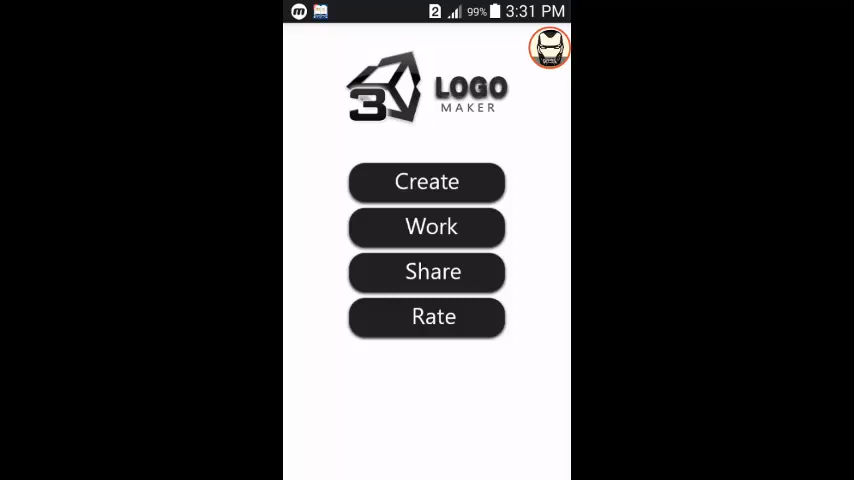 2 99% 3:31 PM
3 LOGO
MAKER
Create
Work
Share
Rate